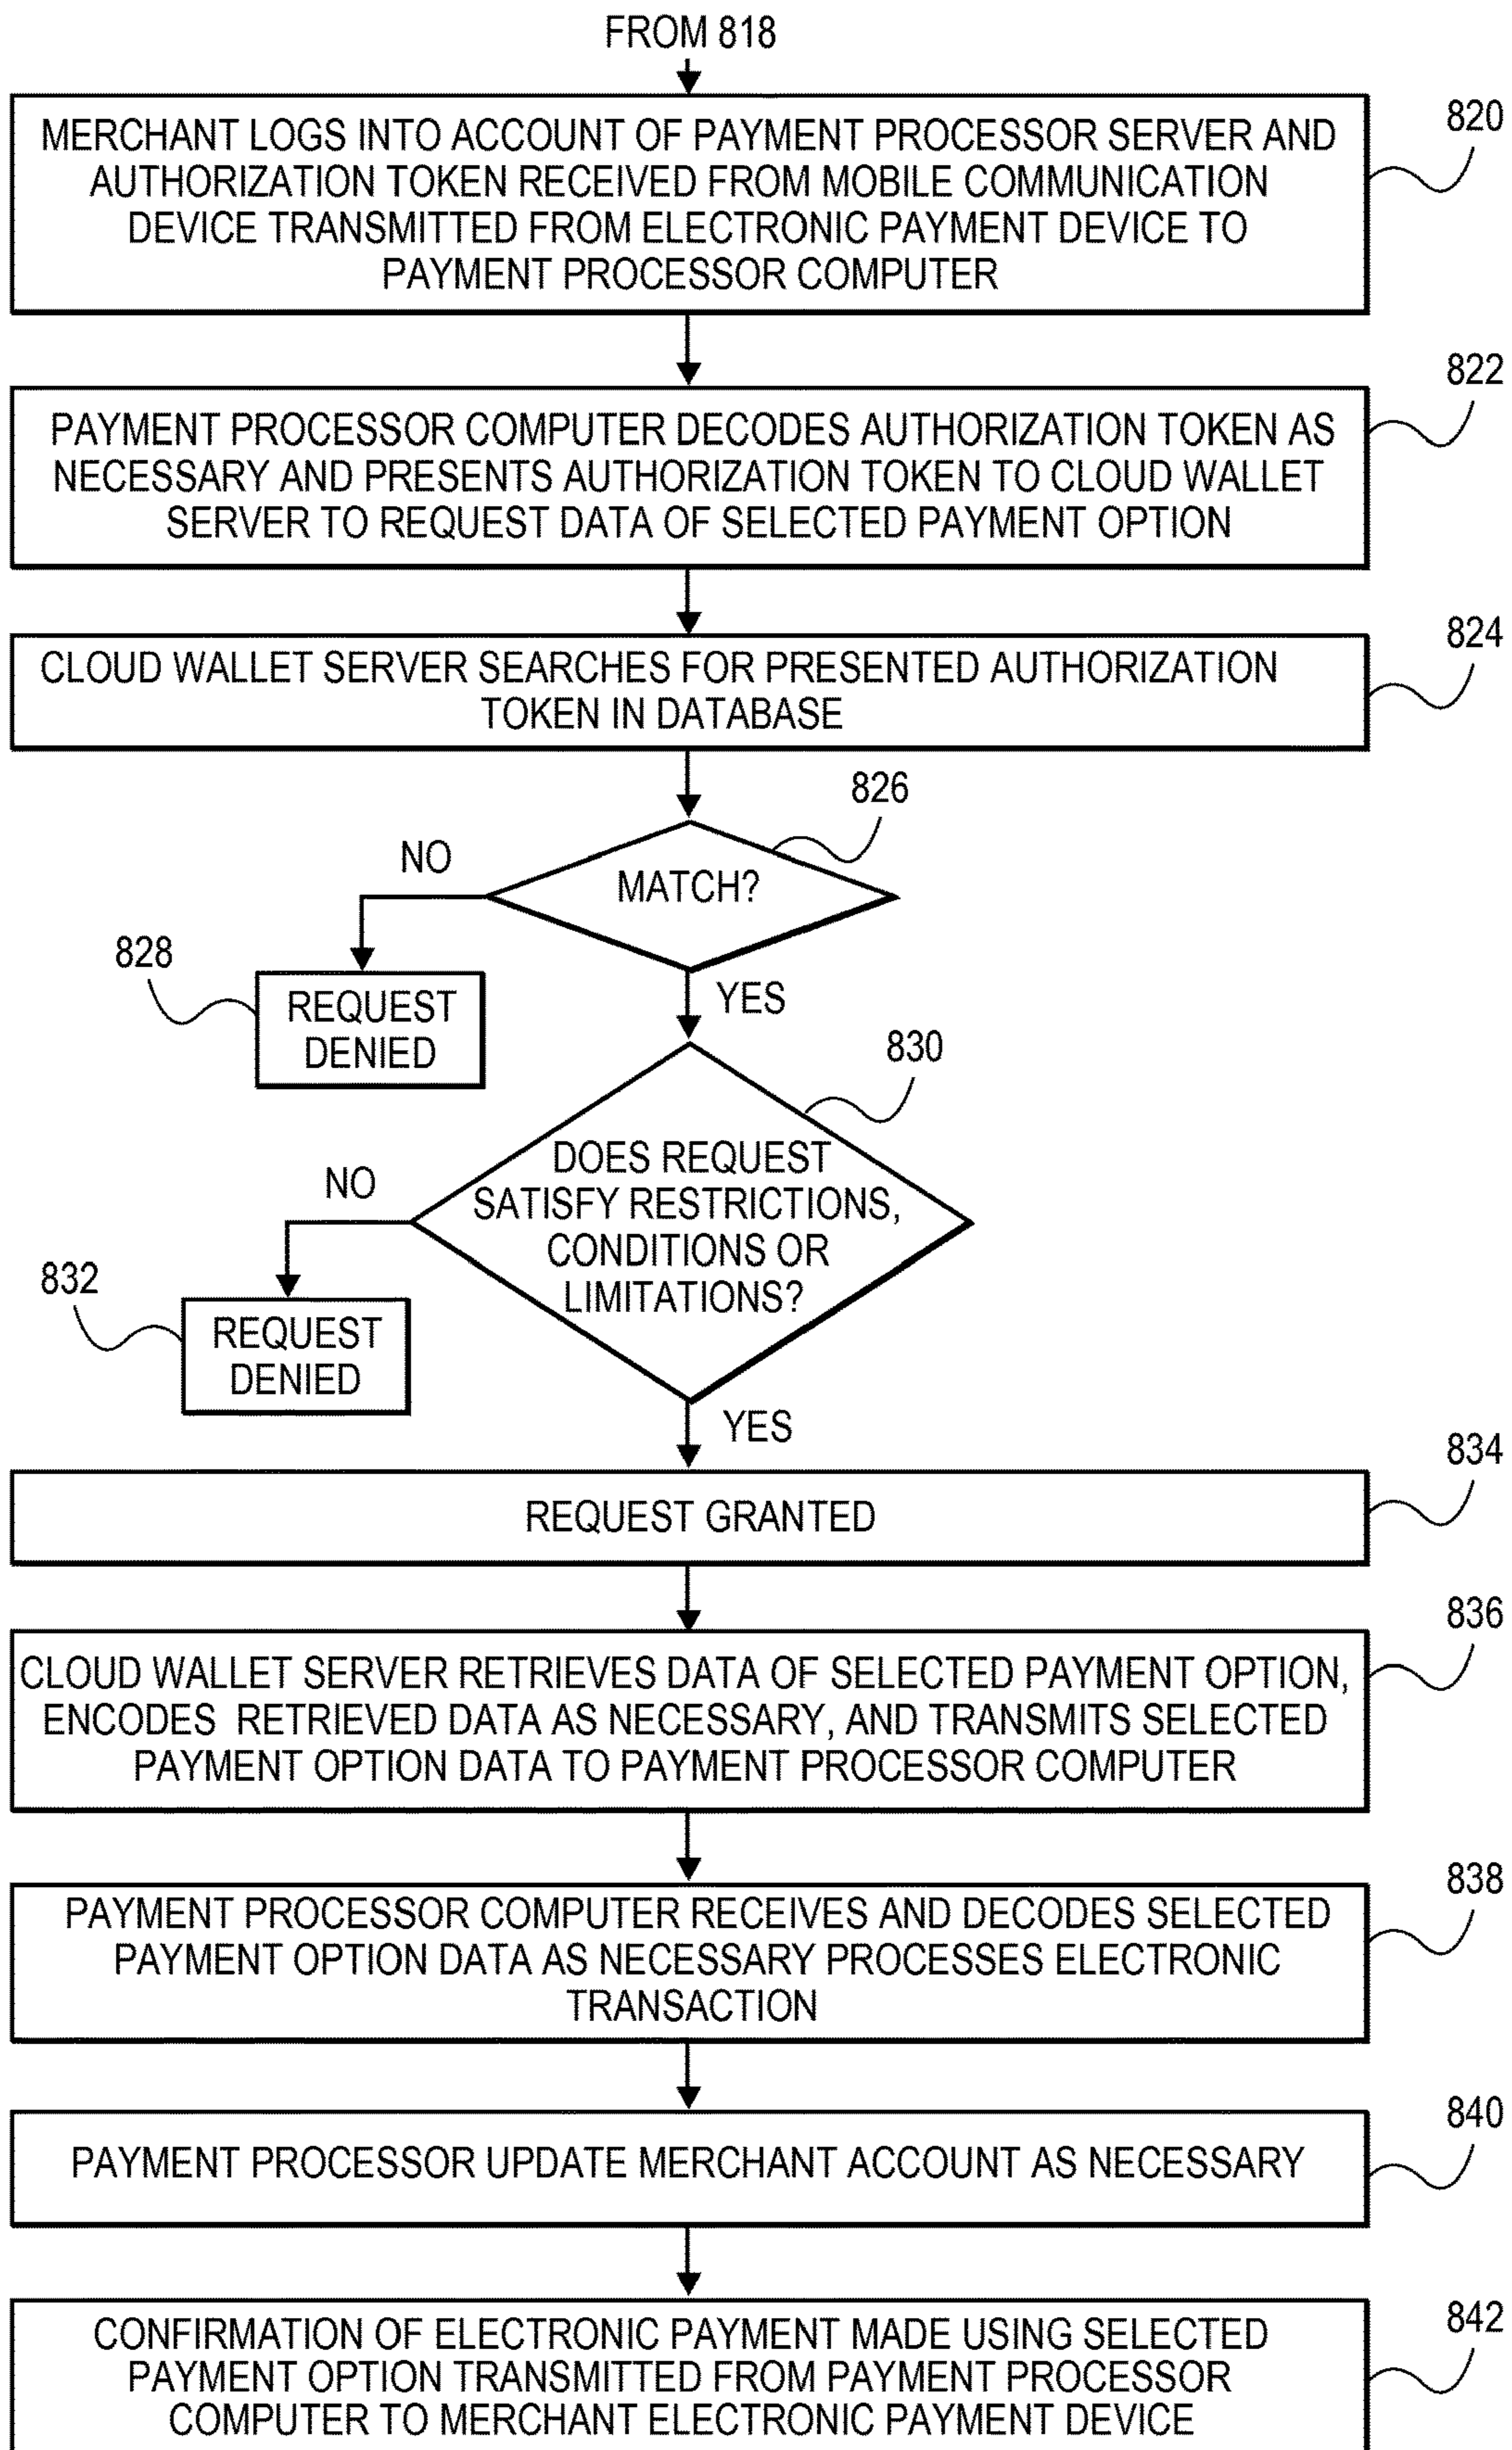 FROM 818
MERCHANT LOGS INTO ACCOUNT OF PAYMENT PROCESSOR SERVER AND
AUTHORIZATION TOKEN RECEIVED FROM MOBILE COMMUNICATION
DEVICE TRANSMITTED FROM ELECTRONIC PAYMENT DEVICE TO
PAYMENT PROCESSOR COMPUTER
820
PAYMENT PROCESSOR COMPUTER DECODES AUTHORIZATION TOKEN AS
NECESSARY AND PRESENTS AUTHORIZATION TOKEN TO CLOUD WALLET
SERVER TO REQUEST DATA OF SELECTED PAYMENT OPTION
822
CLOUD WALLET SERVER SEARCHES FOR PRESENTED AUTHORIZATION
TOKEN IN DATABASE
824
826
MATCH?
NO
828
REQUEST
DENIED
YES
830
DOES REQUEST
SATISFY RESTRICTIONS,
CONDITIONS OR
LIMITATIONS?
NO
832
REQUEST
DENIED
YES
REQUEST GRANTED
834
CLOUD WALLET SERVER RETRIEVES DATA OF SELECTED PAYMENT OPTION,
ENCODES RETRIEVED DATA AS NECESSARY, AND TRANSMITS SELECTED
PAYMENT OPTION DATA TO PAYMENT PROCESSOR COMPUTER
836
PAYMENT PROCESSOR COMPUTER RECEIVES AND DECODES SELECTED
PAYMENT OPTION DATA AS NECESSARY PROCESSES ELECTRONIC
TRANSACTION
838
PAYMENT PROCESSOR UPDATE MERCHANT ACCOUNT AS NECESSARY
840
CONFIRMATION OF ELECTRONIC PAYMENT MADE USING SELECTED
PAYMENT OPTION TRANSMITTED FROM PAYMENT PROCESSOR
COMPUTER TO MERCHANT ELECTRONIC PAYMENT DEVICE
842